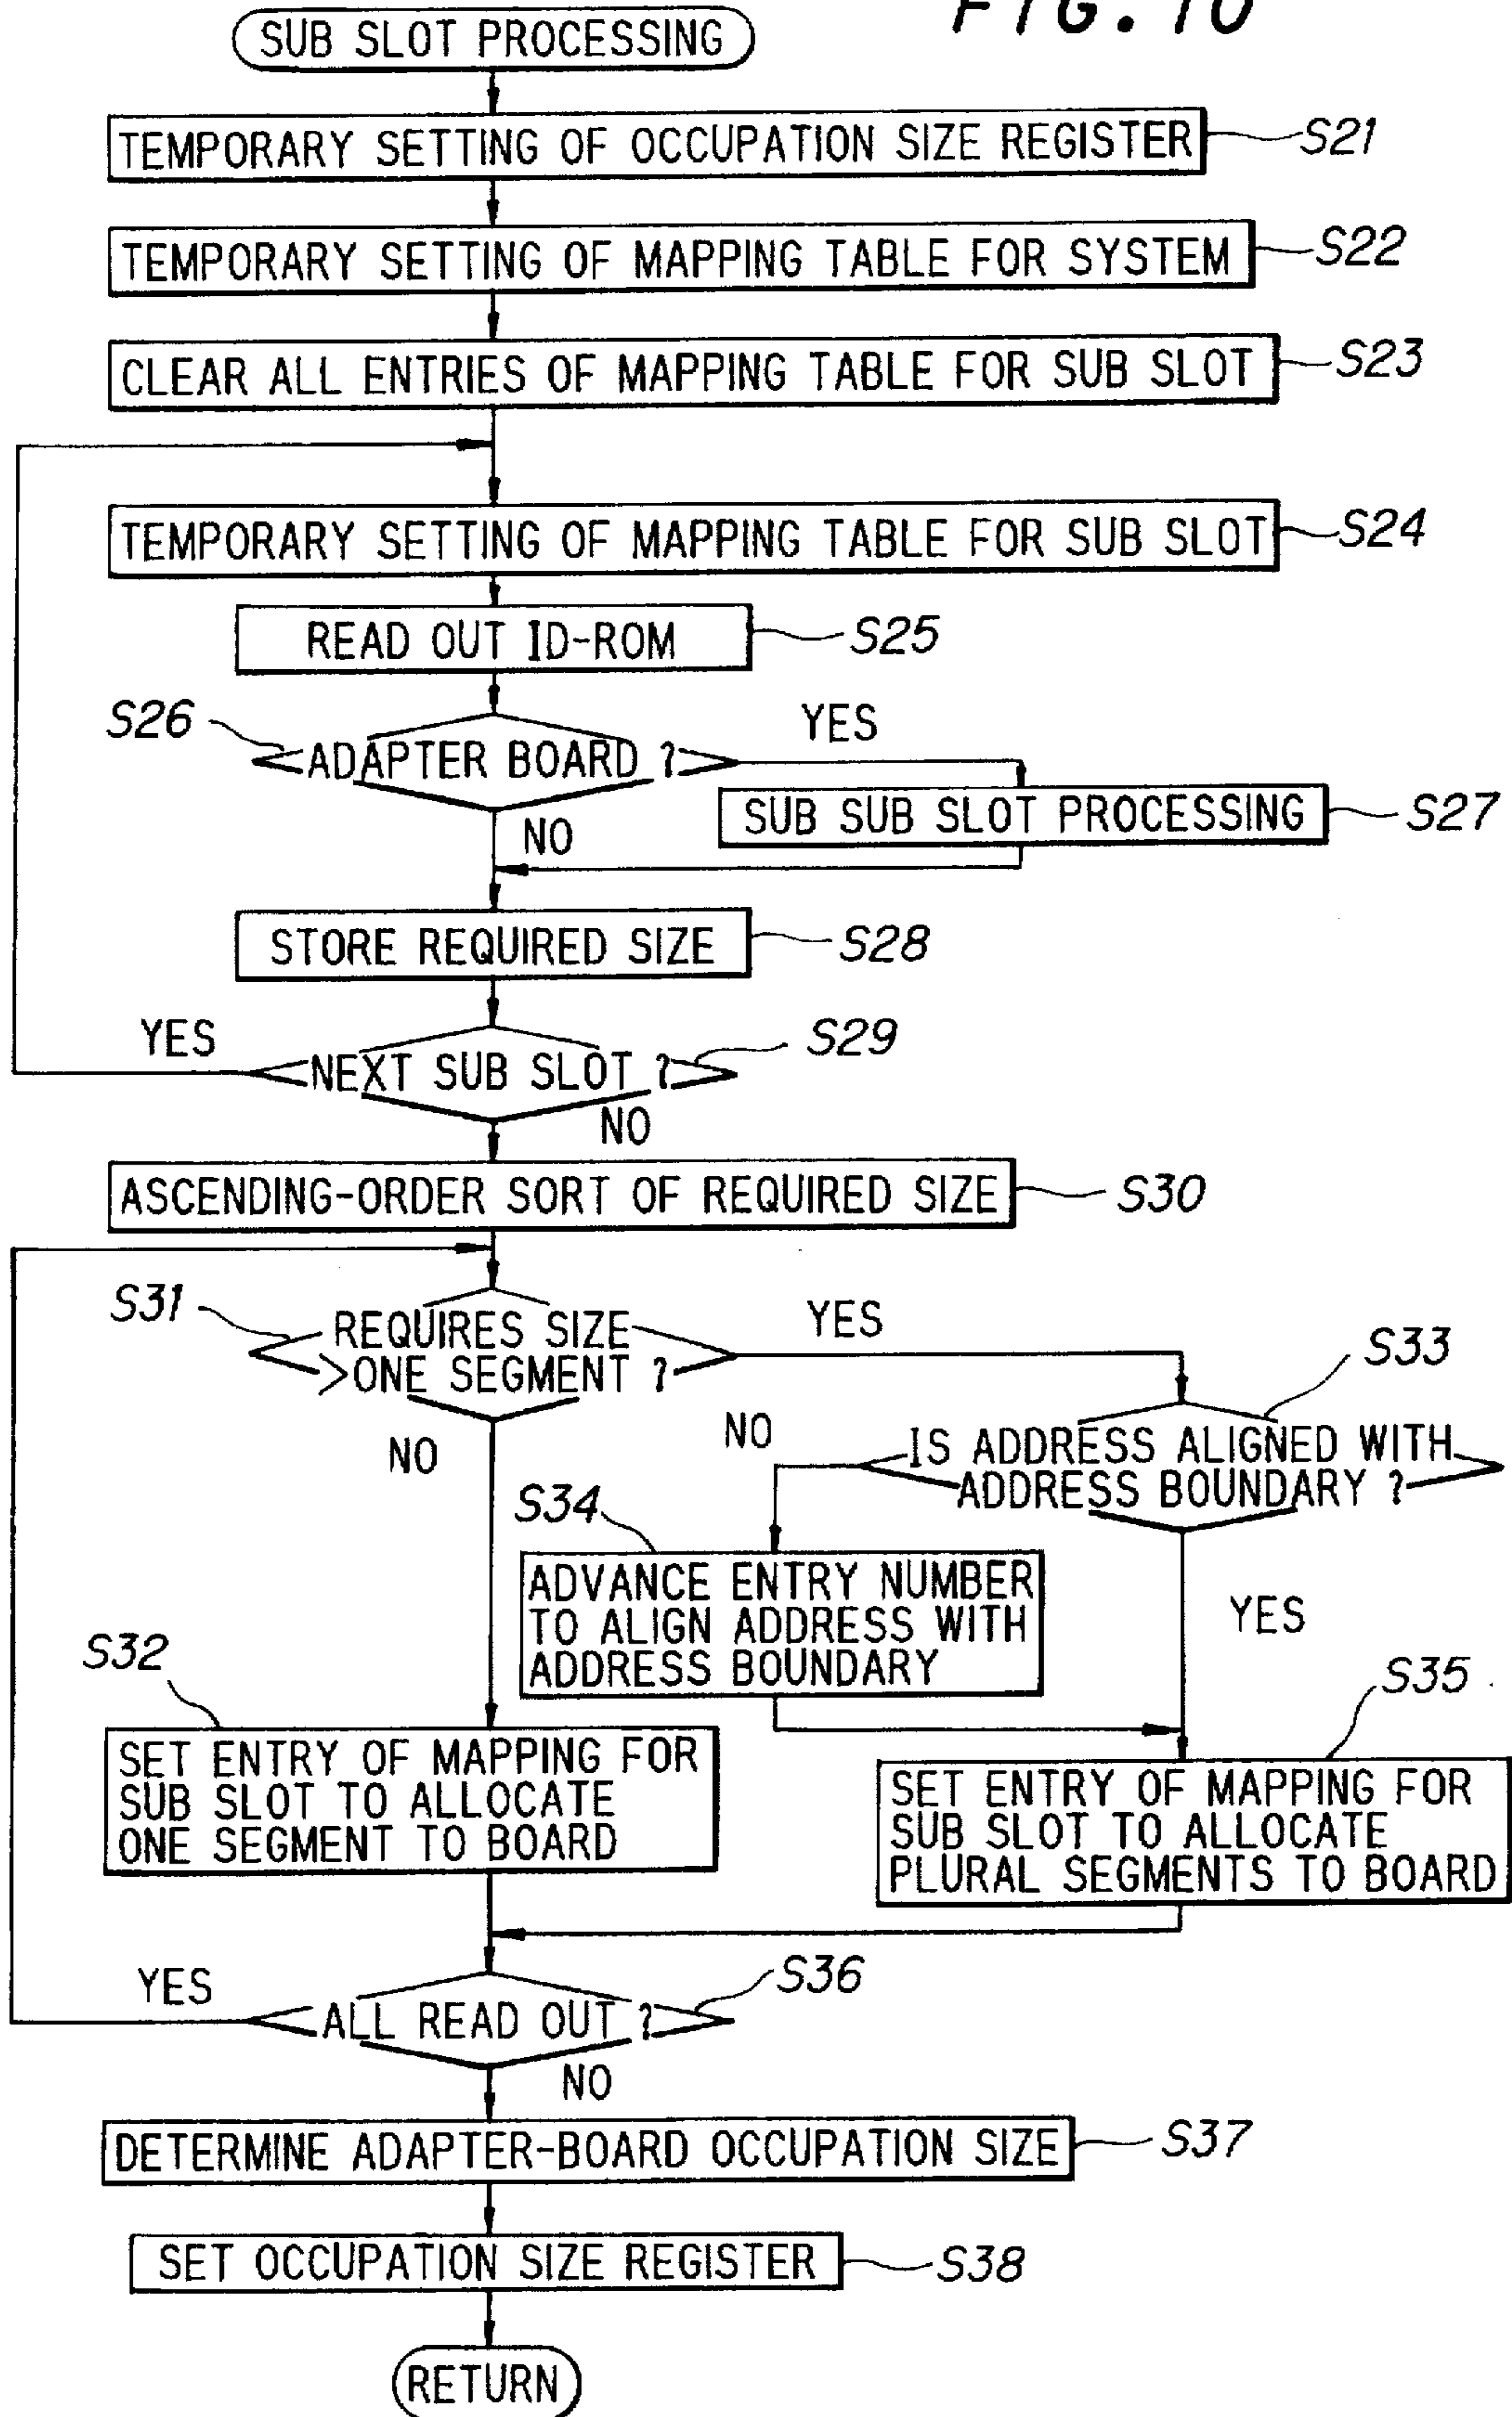 FIG. 10
SUB SLOT PROCESSING
TEMPORARY SETTING OF OCCUPATION SIZE REGISTER
S21
TEMPORARY SETTING OF MAPPING TABLE FOR SYSTEM
S22
CLEAR ALL ENTRIES OF MAPPING TABLE FOR SUB SLOT
S23
TEMPORARY SETTING OF MAPPING TABLE FOR SUB SLOT
S24
READ OUT ID-ROM
S25
S26
ADAPTER BOARD ?
YES
SUB SUB SLOT PROCESSING
S27
NO
STORE REQUIRED SIZE
S28
YES
NEXT SUB SLOT ?
S29
NO
ASCENDING-ORDER SORT OF REQUIRED SIZE
S30
S31
REQUIRES SIZE
>ONE SEGMENT ?
YES
S33
NO
NO
IS ADDRESS ALIGNED WITH
ADDRESS BOUNDARY ?
S34
ADVANCE ENTRY NUMBER
TO ALIGN ADDRESS WITH
ADDRESS BOUNDARY
YES
S32
S35
SET ENTRY OF MAPPING FOR
SUB SLOT TO ALLOCATE
ONE SEGMENT TO BOARD
SET ENTRY OF MAPPING FOR
SUB SLOT TO ALLOCATE
PLURAL SEGMENTS TO BOARD
YES
ALL READ OUT ?
S36
NO
DETERMINE ADAPTER-BOARD OCCUPATION SIZE
S37
SET OCCUPATION SIZE REGISTER
S38
RETURN